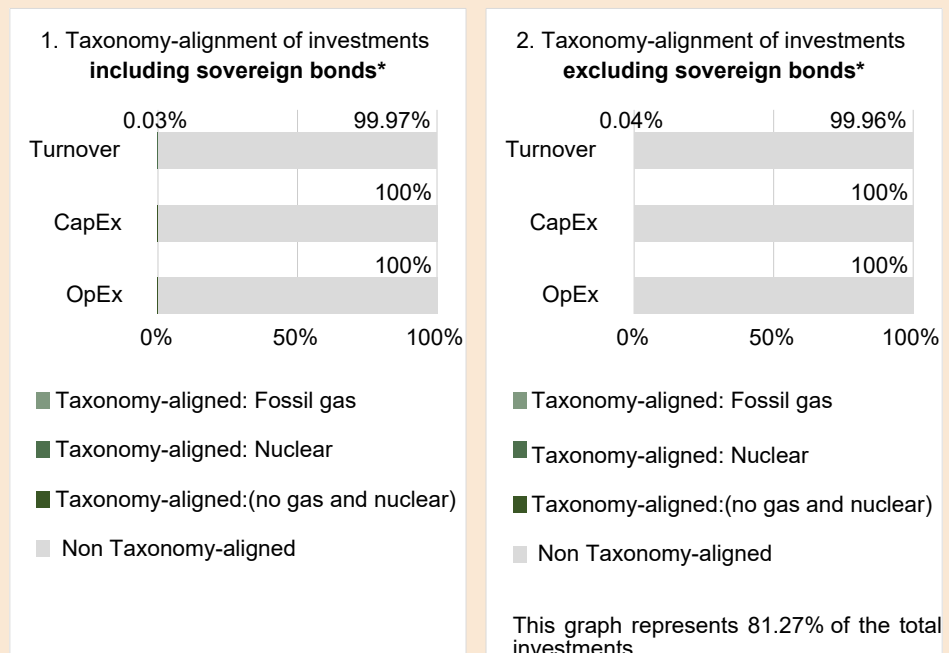 1. Taxonomy-alignment of investments
including sovereign bonds*
0.03% 99.97%
Turnover
100%
CapEx
100%
OpEx
0% 50% 100%
Taxonomy-aligned: Fossil gas
Taxonomy-aligned: Nuclear
Taxonomy-aligned:(no gas and nuclear)
Non Taxonomy-aligned
2. Taxonomy-alignment of investments
excluding sovereign bonds*
0.04% 99.96%
Turnover
100%
CapEx
100%
OpEx
0% 50% 100%
Taxonomy-aligned: Fossil gas
Taxonomy-aligned: Nuclear
Taxonomy-aligned:(no gas and nuclear)
Non Taxonomy-aligned
This graph represents 81.27% of the total
investments